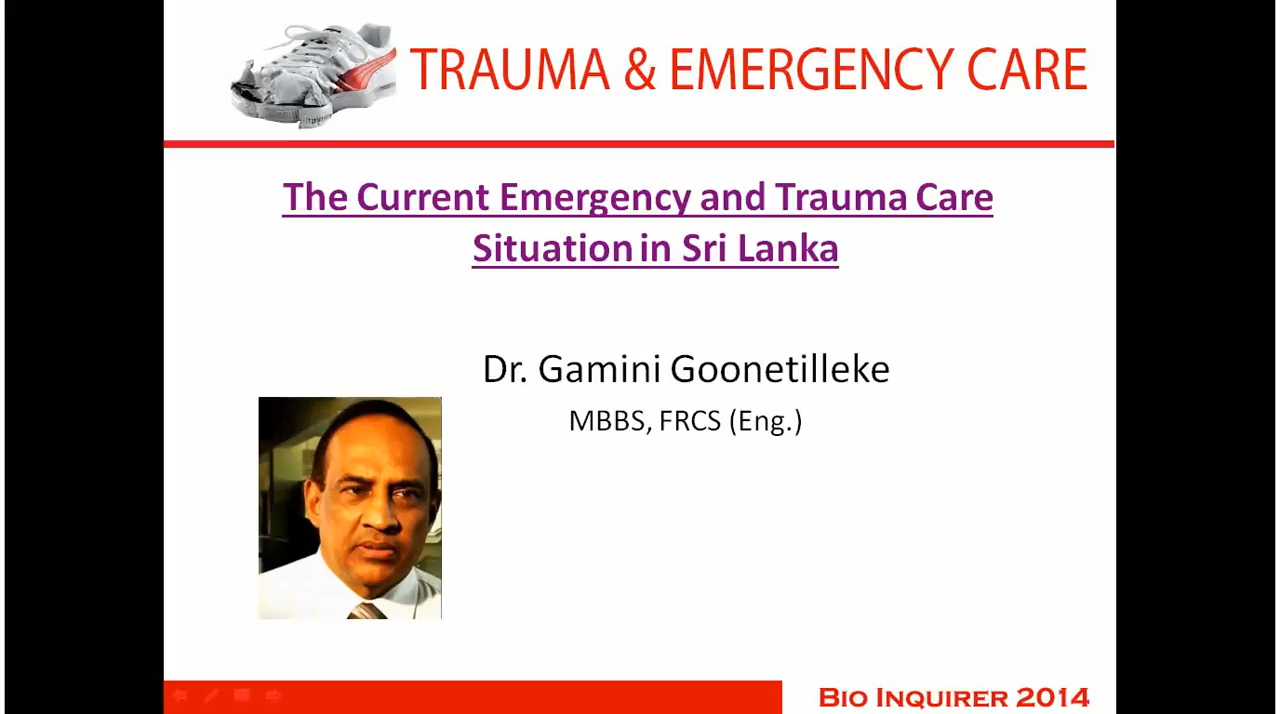 TRAUMA & EMERGENCY CARE
The Current Emergency and Trauma Care
Situation in Sri Lanka
Dr. Gamini Goonetilleke
MBBS, FRCS (Eng.)
BIO INQUIRER 2014